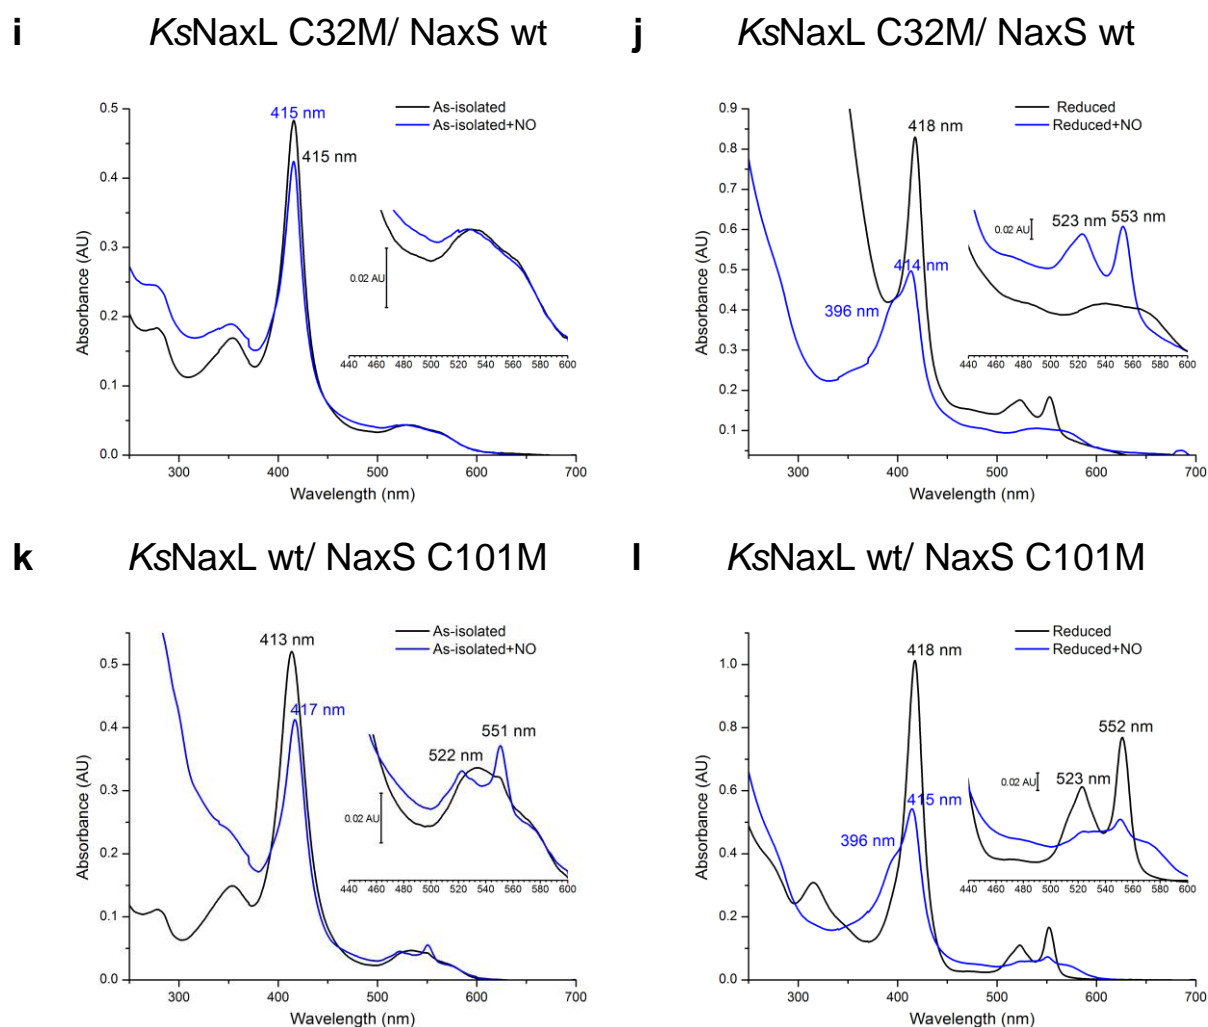 i KsNaxL C32M/ NaxS wt
As-isolated
As-isolated+NO
415 nm
415 nm
0.5
0.4
0.3
0.2
0.1
0.0
Absorbance (AU)
0.02 AU
440 460 480 500 520 540 560 580 600
300 400 500 600 700
Wavelength (nm)
j KsNaxL C32M/ NaxS wt
Reduced
Reduced+NO
418 nm
414 nm
396 nm
523 nm
553 nm
0.9
0.8
0.7
0.6
0.5
0.4
0.3
0.2
0.1
Absorbance (AU)
0.02 AU
440 460 480 500 520 540 560 580 600
300 400 500 600 700
Wavelength (nm)
k KsNaxL wt/ NaxS C101M
As-isolated
As-isolated+NO
413 nm
417 nm
522 nm
551 nm
0.5
0.4
0.3
0.2
0.1
0.0
Absorbance (AU)
0.02 AU
440 460 480 500 520 540 560 580 600
300 400 500 600 700
Wavelength (nm)
l KsNaxL wt/ NaxS C101M
Reduced
Reduced+NO
418 nm
415 nm
396 nm
523 nm
552 nm
1.0
0.8
0.6
0.4
0.2
0.0
Absorbance (AU)
0.02 AU
440 460 480 500 520 540 560 580 600
300 400 500 600 700
Wavelength (nm)